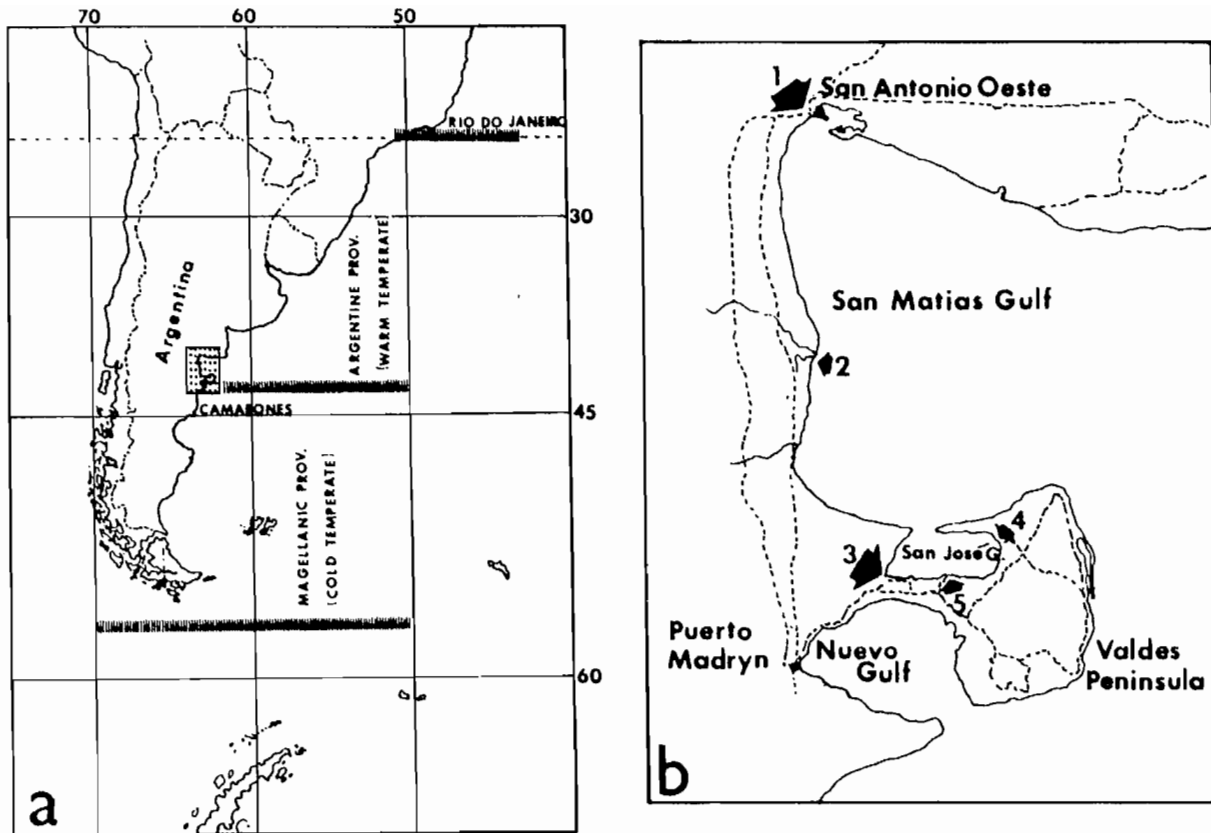 70
60
50
RIO DO JANEIRO
30
ARGENTINE PROV.
(WARM TEMPERATE)
Argentina
CAMARONES
45
MAGELLANIC PROV.
(COLD TEMPERATE)
60
a
1
San Antonio Oeste
San Matias Gulf
2
4
San Jose G.
3
5
Puerto
Madryn
Nuevo
Gulf
Valdes
Peninsula
b